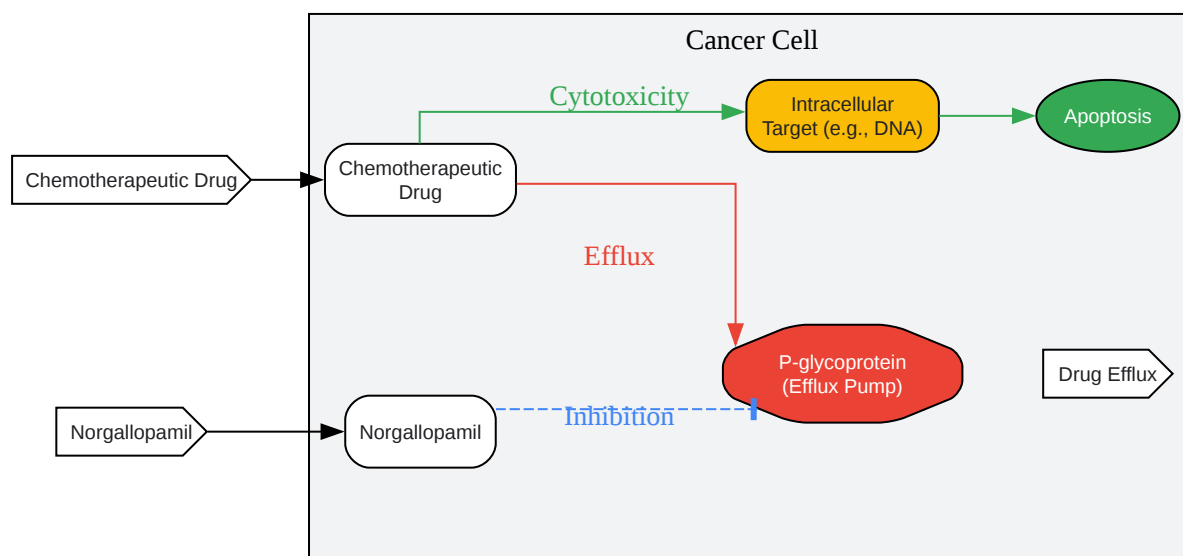 Cancer Cell
Cytotoxicity
Intracellular
Target (e.g., DNA)
Apoptosis
Chemotherapeutic Drug
Chemotherapeutic
Drug
Efflux
P-glycoprotein
(Efflux Pump)
Drug Efflux
Norgallopamil
Norgallopamil
Inhibition